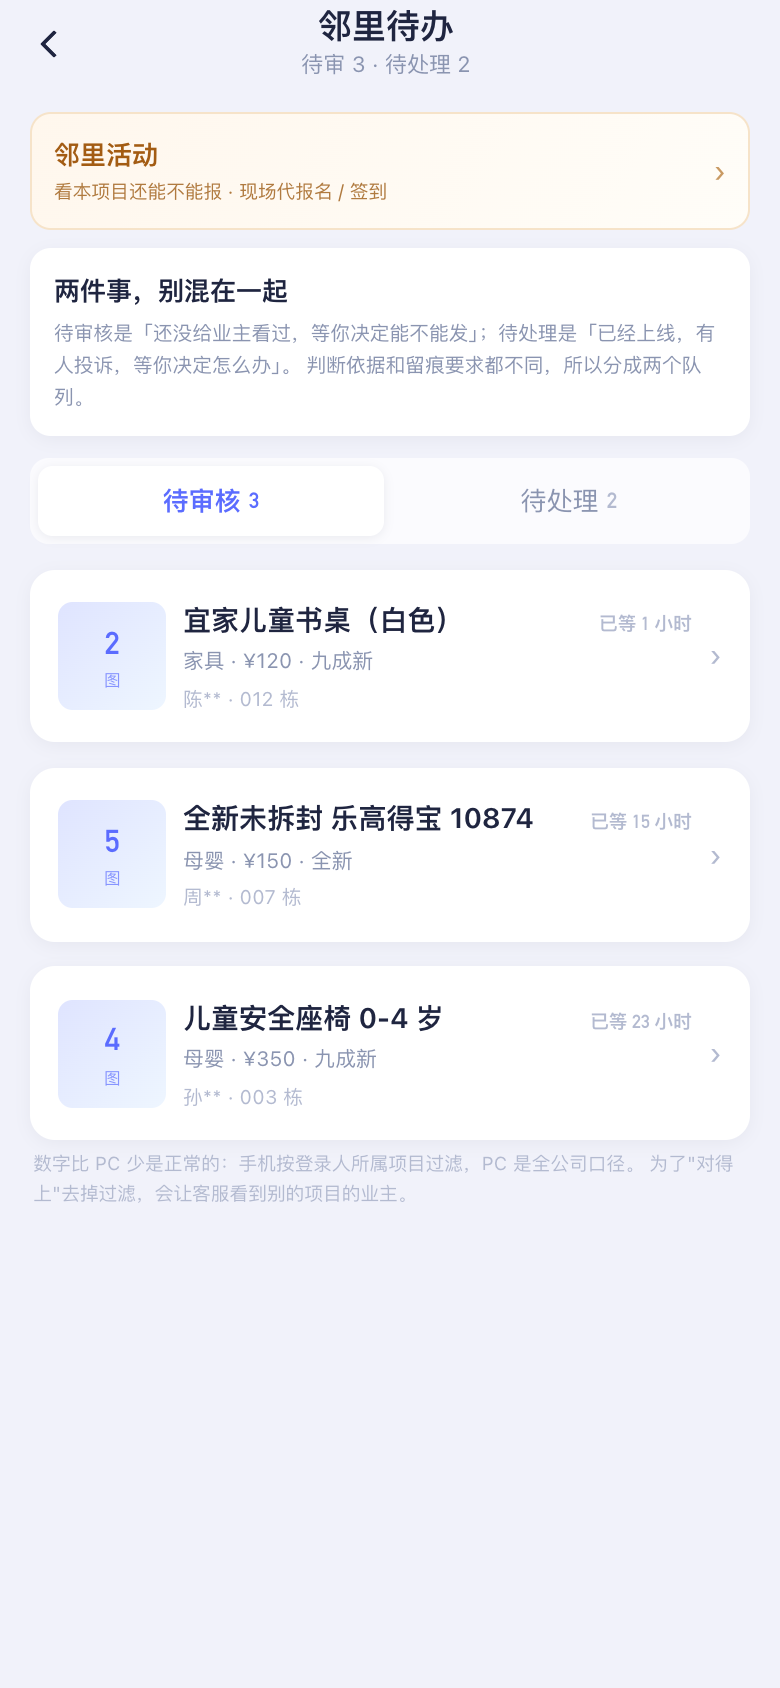 邻里待办
待审 3 · 待处理 2
邻里活动
看本项目还能不能报 · 现场代报名 / 签到
›
两件事，别混在一起
待审核是「还没给业主看过，等你决定能不能发」；待处理是「已经上线，有
人投诉，等你决定怎么办」。 判断依据和留痕要求都不同，所以分成两个队
列。
待审核 3
待处理 2
2
图
宜家儿童书桌（白色）
已等 1 小时
家具 · ¥120 · 九成新
陈** · 012 栋
›
5
图
全新未拆封 乐高得宝 10874
已等 15 小时
母婴 · ¥150 · 全新
周** · 007 栋
›
4
图
儿童安全座椅 0-4 岁
已等 23 小时
母婴 · ¥350 · 九成新
孙** · 003 栋
›
数字比 PC 少是正常的：手机按登录人所属项目过滤，PC 是全公司口径。 为了"对得
上"去掉过滤，会让客服看到别的项目的业主。